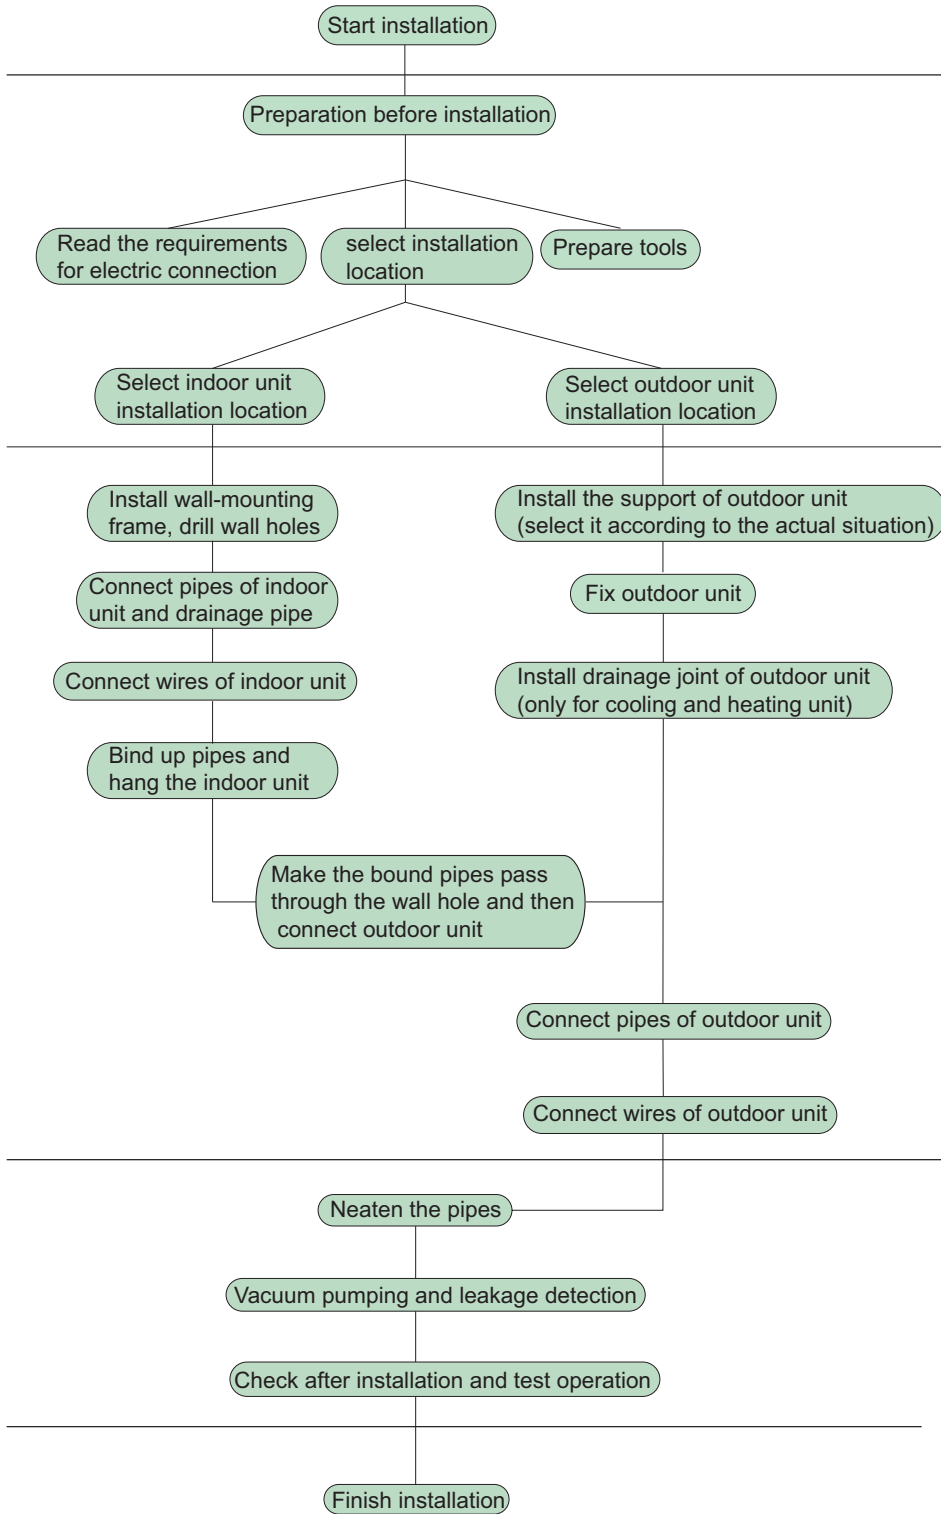 Start installation
Preparation before installation
Read the requirements
for electric connection
select installation
location
Prepare tools
Select indoor unit
installation location
Select outdoor unit
installation location
Install wall-mounting
frame, drill wall holes
Install the support of outdoor unit
(select it according to the actual situation)
Connect pipes of indoor
unit and drainage pipe
Fix outdoor unit
Connect wires of indoor unit
Install drainage joint of outdoor unit
(only for cooling and heating unit)
Bind up pipes and
hang the indoor unit
Make the bound pipes pass
through the wall hole and then
connect outdoor unit
Connect pipes of outdoor unit
Connect wires of outdoor unit
Neaten the pipes
Vacuum pumping and leakage detection
Check after installation and test operation
Finish installation